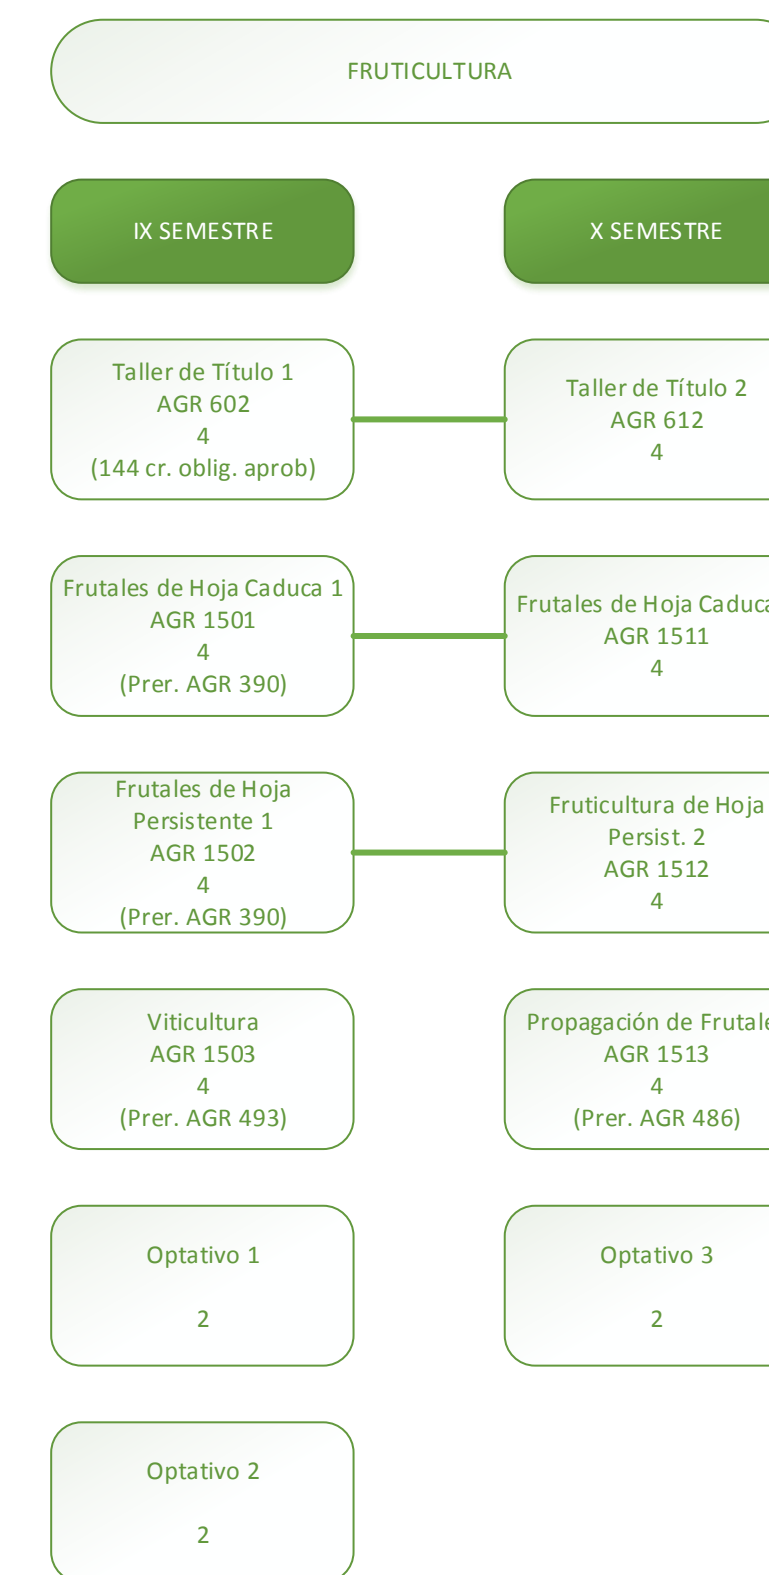 FRUTICULTURA
IX SEMESTRE
X SEMESTRE
Taller de Título 1
AGR 602
4
(144 cr. oblig. aprob)
Taller de Título 2
AGR 612
4
Frutales de Hoja Caduca 1
AGR 1501
4
(Prer. AGR 390)
Frutales de Hoja Caduca
AGR 1511
4
Frutales de Hoja
Persistente 1
AGR 1502
4
(Prer. AGR 390)
Fruticultura de Hoja
Persist. 2
AGR 1512
4
Viticultura
AGR 1503
4
(Prer. AGR 493)
Propagación de Frutale
AGR 1513
4
(Prer. AGR 486)
Optativo 1
2
Optativo 3
2
Optativo 2
2